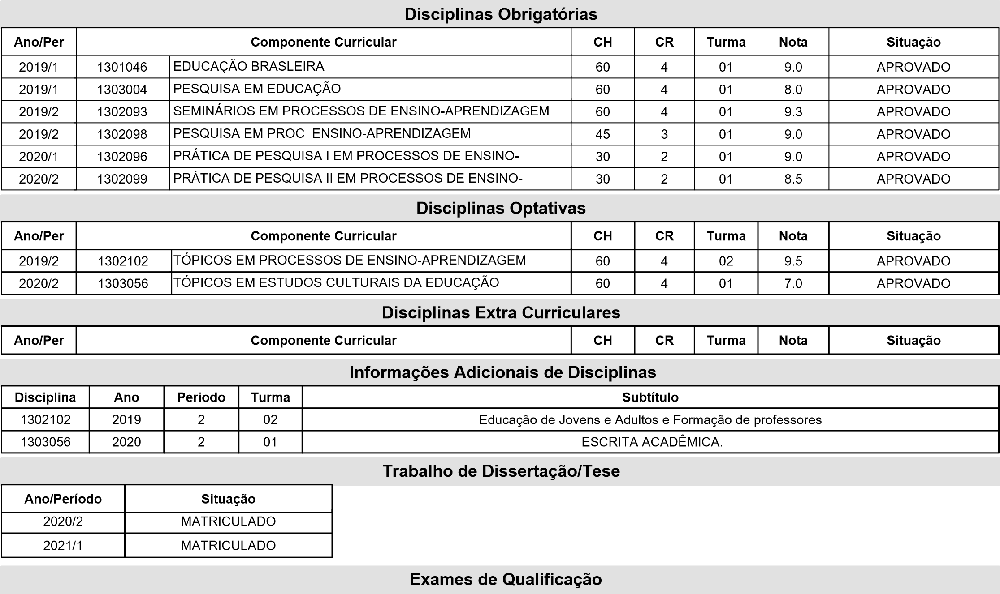 Disciplinas Obrigatórias
Ano/Per Componente Curricular CH CR Turma Nota Situação
2019/1 1301046 EDUCAÇÃO BRASLEIRA 60 4 01 9.0 APROVADO
2019/1 1303004 PESQUISA EM EDUCAÇÃO 60 4 01 8.0 APROVADO
2019/2 1302093 SEMINÁRIOS EM PROCESSOS DE ENSINO-APRENDIZAGEM 60 4 01 9.3 APROVADO
2019/2 1302098 PESQUISA EM PROC  ENSINO-APRENDIZAGEM 45 3 01 9.0 APROVADO
2020/1 1302096 PRÁTICA DE PESQUISA I EM PROCESSOS DE ENSINO- 30 2 01 9.0 APROVADO
2020/2 1302099 PRÁTICA DE PESQUISA II EM PROCESSOS DE ENSINO- 30 2 01 8.5 APROVADO
Disciplinas Optativas
Ano/Per Componente Curricular CH CR Turma Nota Situação
2019/2 1302102 TÓPICOS EM PROCESSOS DE ENSINO-APRENDIZAGEM 60 4 02 9.5 APROVADO
2020/2 1303056 TÓPICOS EM ESTUDOS CULTURAIS DA EDUCAÇÃO 60 4 01 7.0 APROVADO
Disciplinas Extra Curriculares
Ano/Per Componente Curricular CH CR Turma Nota Situação
Informações Adicionais de Disciplinas
Disciplina Ano Periodo Turma Subtítulo
1302102 2019 2 02 Educação de Jovens e Adultos e Formação de professores
1303056 2020 2 01 ESCRITA ACADÊMICA.
Trabalho de Dissertação/Tese
Ano/Período Situação
2020/2 MATRICULADO
2021/1 MATRICULADO
Exames de Qualificação